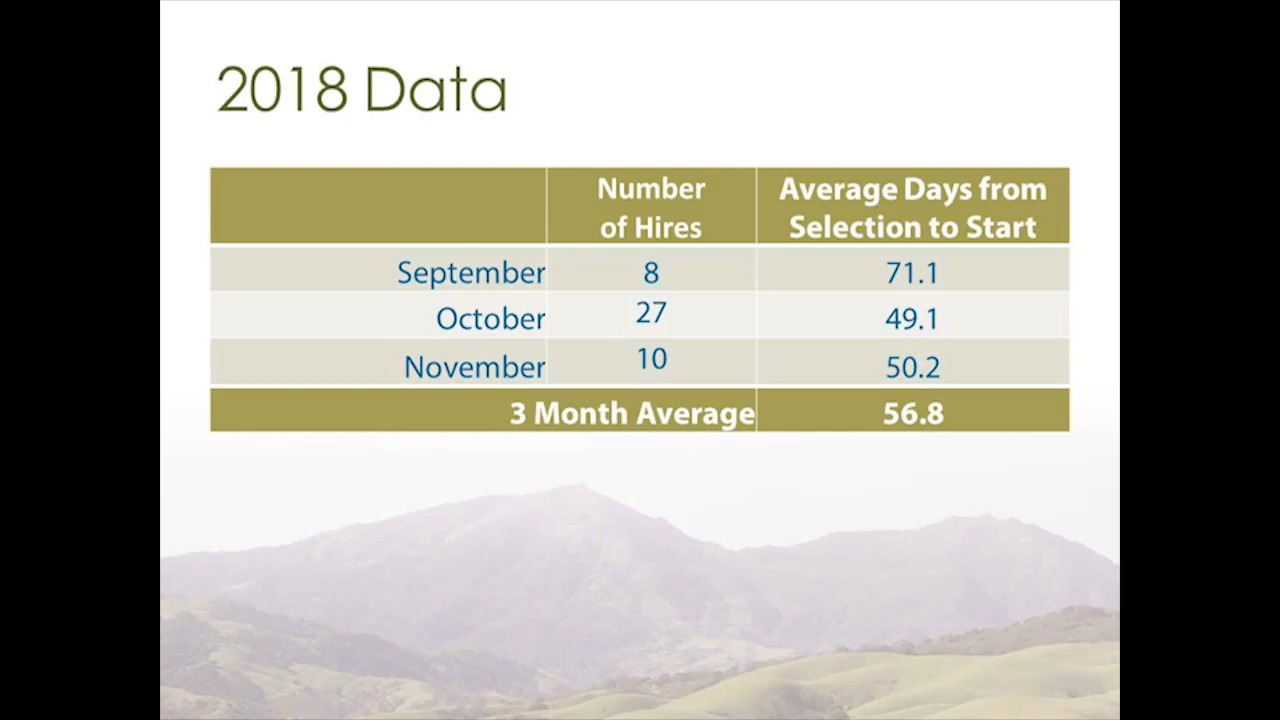 2018 Data
Number
of Hires
Average Days from
Selection to Start
September 8 71.1
October 27 49.1
November 10 50.2
3 Month Average 56.8